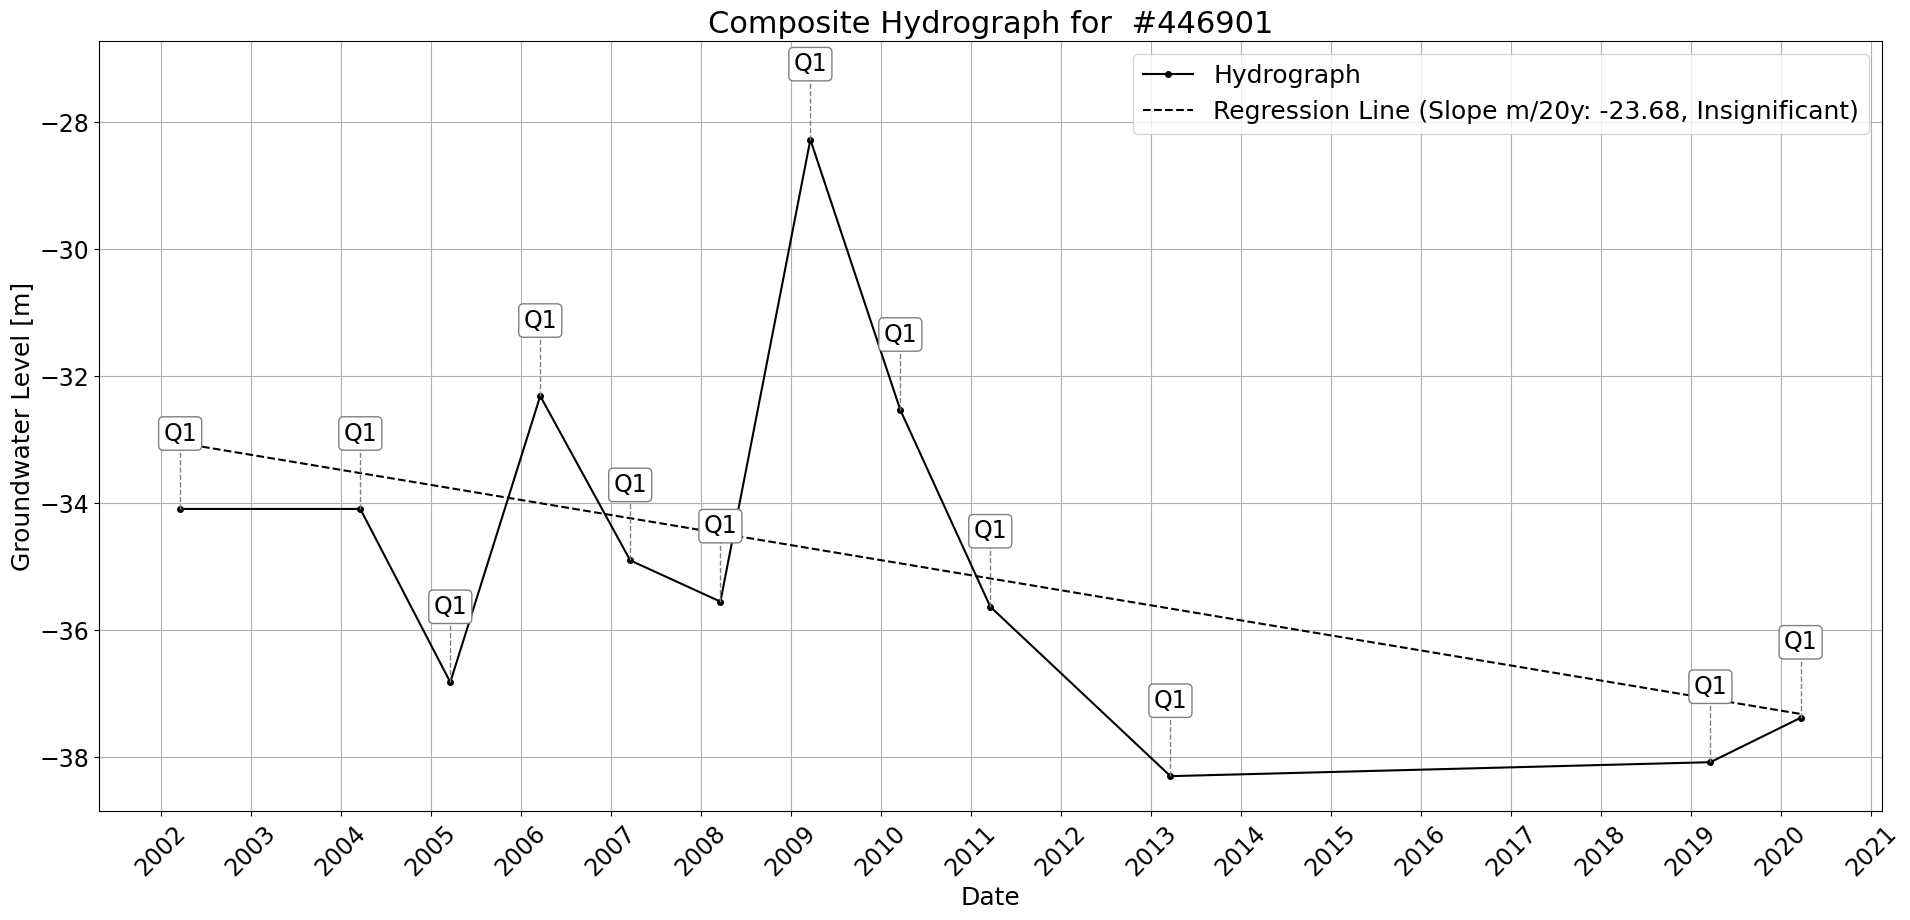 Composite Hydrograph for #446901
Hydrograph
Regression Line (Slope m/20y: -23.68, Insignificant)
Groundwater Level [m]
−28
−30
−32
−34
−36
−38
Q1
Q1
Q1
Q1
Q1
Q1
Q1
Q1
Q1
Q1
Q1
Q1
2002
2003
2004
2005
2006
2007
2008
2009
2010
2011
2012
2013
2014
2015
2016
2017
2018
2019
2020
2021
Date